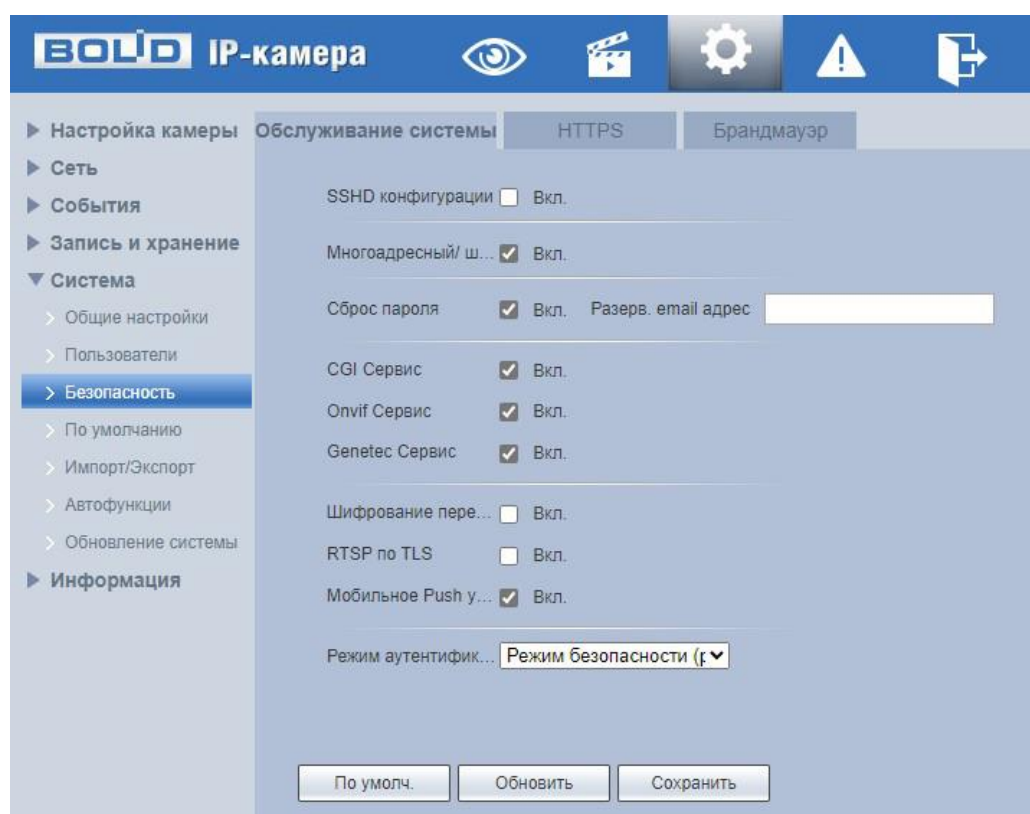 BOLID IP-камера
Настройка камеры
Сеть
События
Запись и хранение
Система
Общие настройки
Пользователи
Безопасность
По умолчанию
Импорт/Экспорт
Автофункции
Обновление системы
Информация
Обслуживание системы HTTPS Брандмауэр
SSHD конфигурации Вкл.
Многоадресный/ ш... Вкл.
Сброс пароля Вкл. Разерв. email адрес
CGI Сервис Вкл.
Onvif Сервис Вкл.
Genetec Сервис Вкл.
Шифрование пере... Вкл.
RTSP по TLS Вкл.
Мобильное Push у... Вкл.
Режим аутентифик... Режим безопасности (р
По умолч. Обновить Сохранить